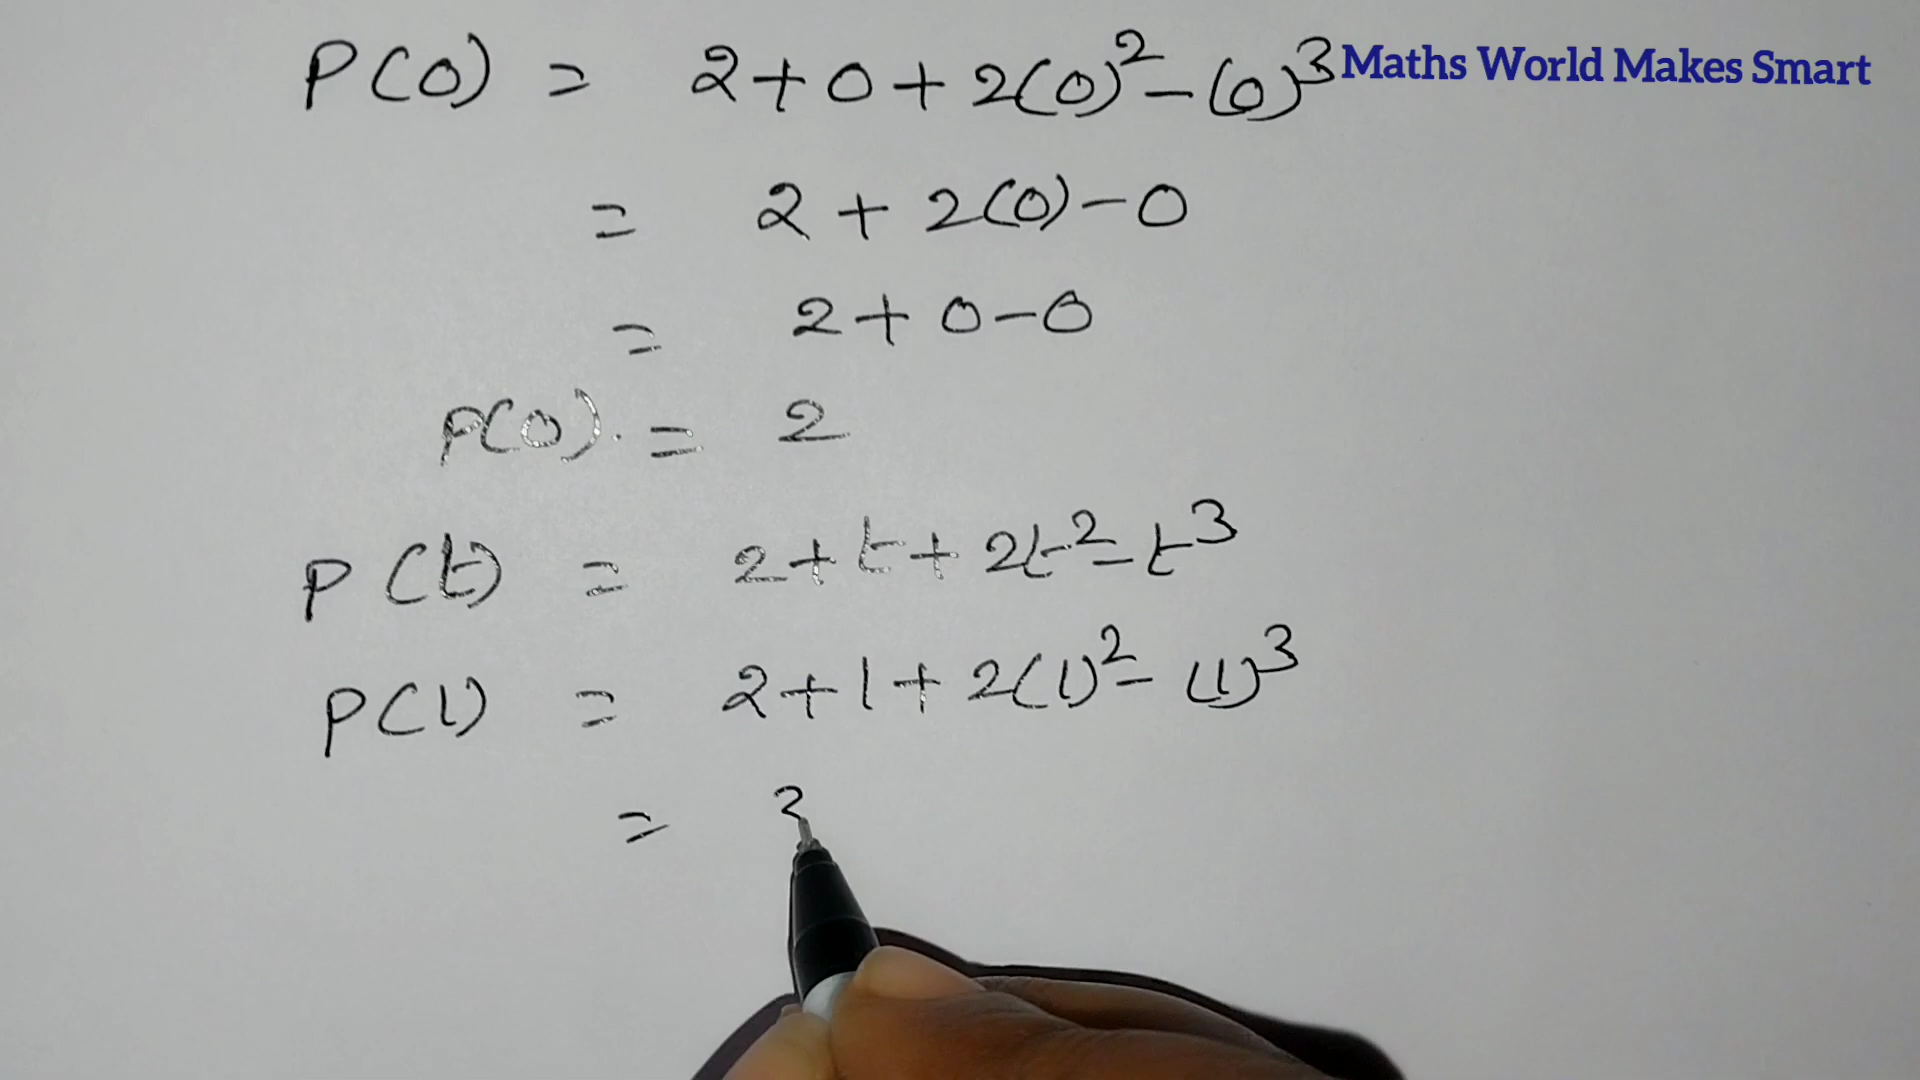 P(0) = 2+0+2(0)²-(0)³ Maths World Makes Smart
= 2+2(0)-0
= 2+0-0
P(0) = 2
P(t) = 2+t+2t²-t³
P(1) = 2+1+2(1)²-(1)³
=